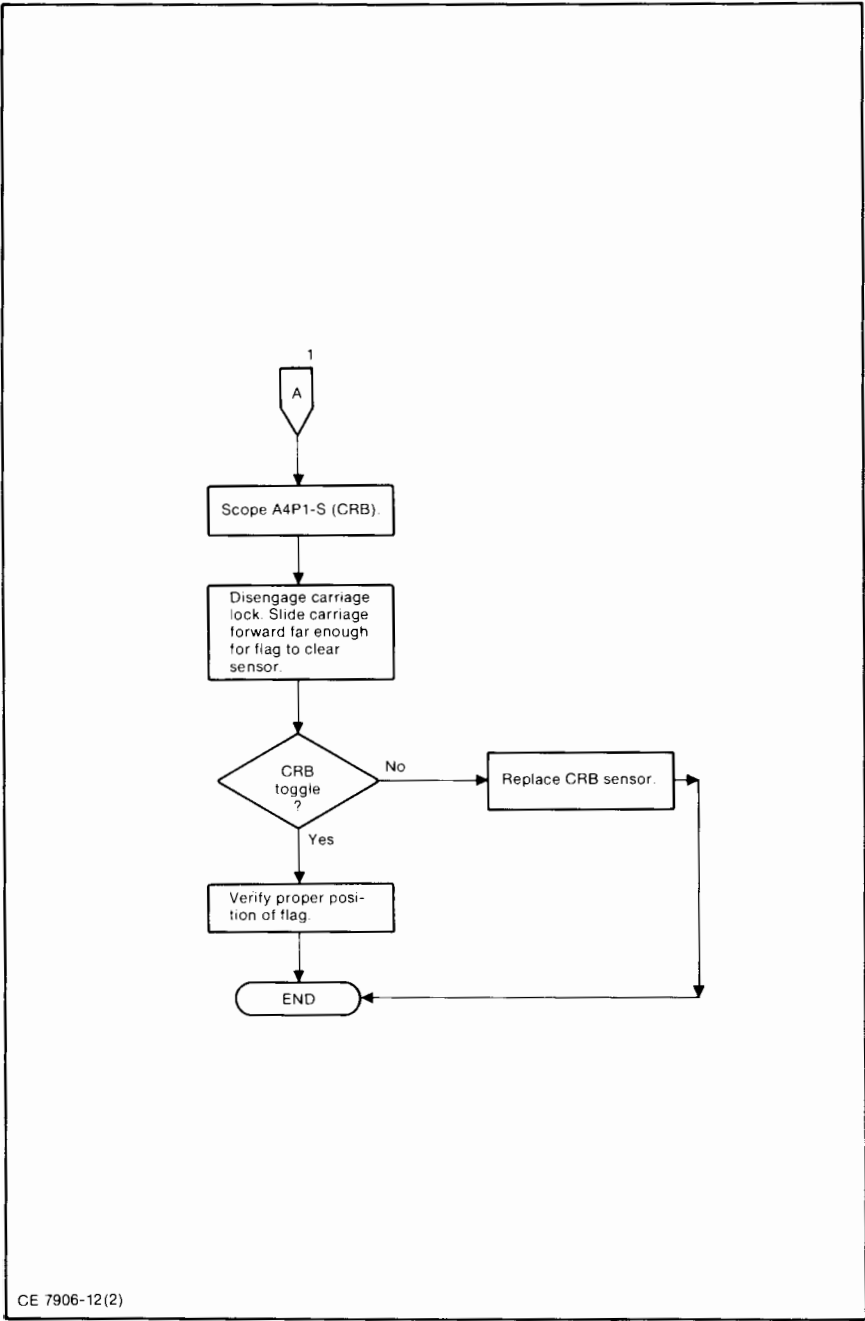 1
A
Scope A4P1-S (CRB).
Disengage carriage
lock. Slide carriage
forward far enough
for flag to clear
sensor.
CRB
toggle
?
No
Replace CRB sensor.
Yes
Verify proper posi-
tion of flag.
END
CE 7906-12(2)